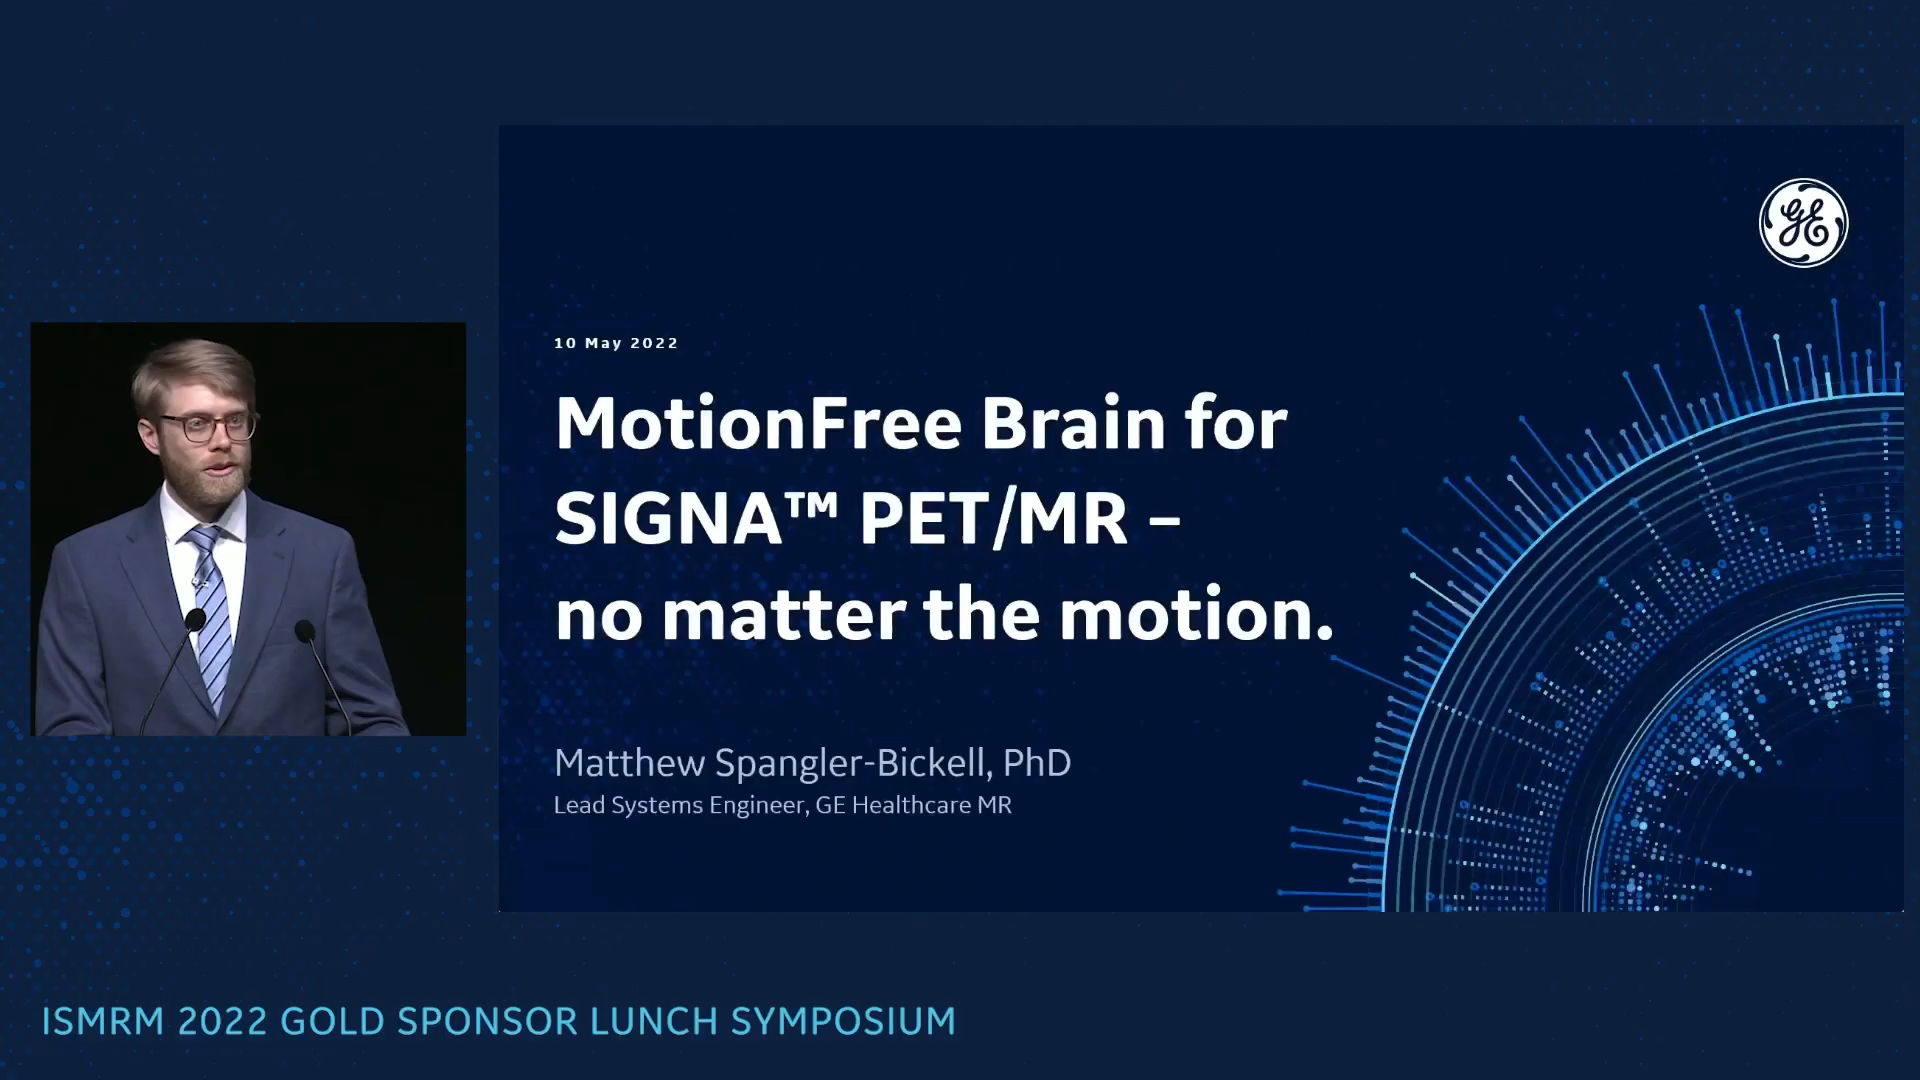 10 May 2022
MotionFree Brain for
SIGNA™ PET/MR –
no matter the motion.
Matthew Spangler-Bickell, PhD
Lead Systems Engineer, GE Healthcare MR
GE
ISMRM 2022 GOLD SPONSOR LUNCH SYMPOSIUM